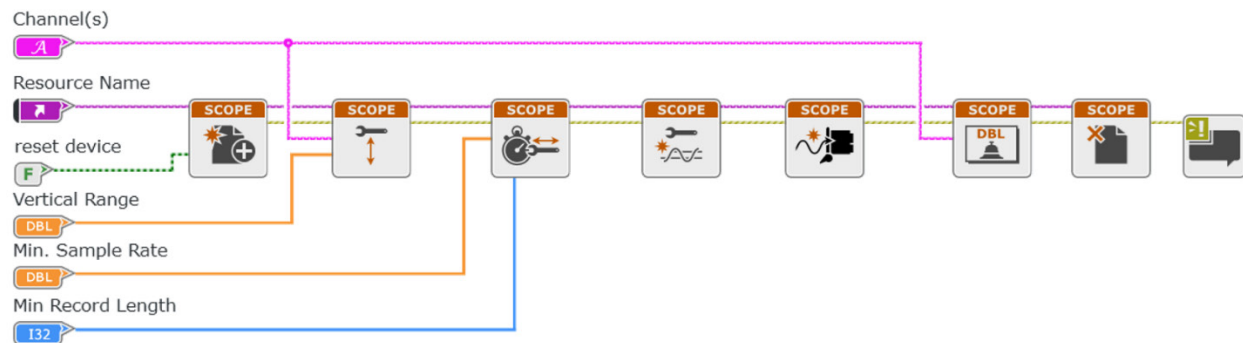 Channel(s)
A
Resource Name
SCOPE SCOPE SCOPE SCOPE SCOPE SCOPE SCOPE
reset device
F
DBL
Vertical Range
DBL
Min. Sample Rate
DBL
Min Record Length
I32